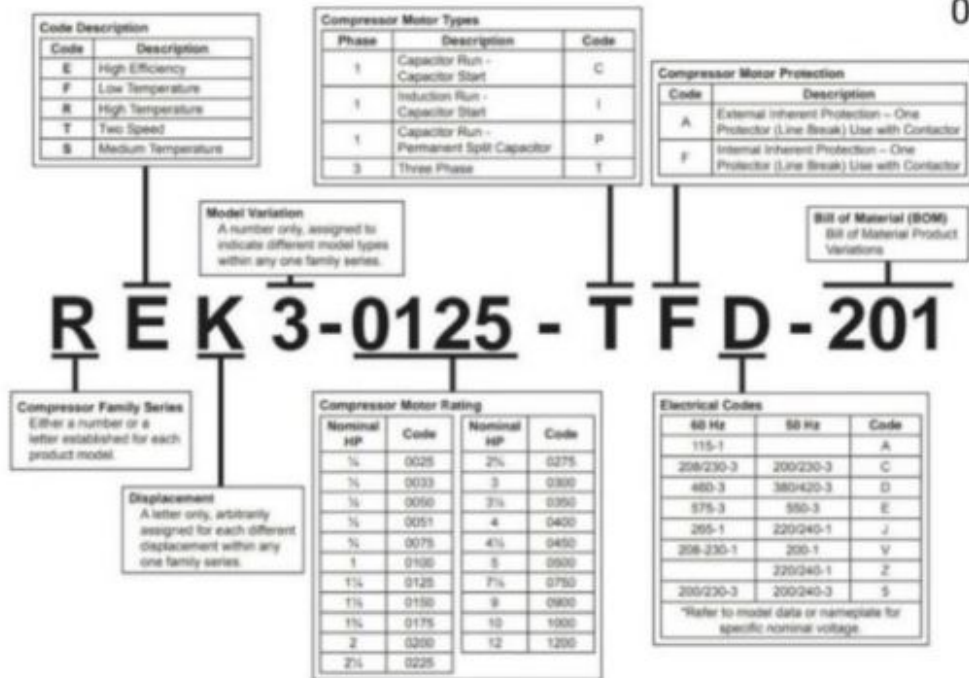 0
Code Description
Code Description
E High Efficiency
F Low Temperature
R High Temperature
T Two Speed
S Medium Temperature
Compressor Motor Types
Phase Description Code
1 Capacitor Run - Capacitor Start C
1 Induction Run - Capacitor Start I
1 Capacitor Run - Permanent Split Capacitor P
3 Three Phase T
Compressor Motor Protection
Code Description
A External Inherent Protection – One
Protector (Line Break) Use with Contactor
F Internal Inherent Protection – One
Protector (Line Break) Use with Contactor
Model Variation
A number only, assigned to
indicate different model types
within any one family series.
Bill of Material (BOM)
Bill of Material Product
Variations
R E K 3 - 0125 - T F D - 201
Compressor Family Series
Either a number or a
letter established for each
product model.
Displacement
A letter only, arbitrarily
assigned for each different
displacement within any
one family series.
Compressor Motor Rating
Nominal HP Code Nominal HP Code
0025 0275
0033 3 0300
0050 0350
0051 4 0400
0075 0450
1 0100 5 0500
0125 0750
0150 9 0900
0175 10 1000
2 0200 12 1200
0225
Electrical Codes
60 Hz 50 Hz Code
115-1 A
208/230-3 200/230-3 C
460-3 380/420-3 D
575-3 550-3 E
265-1 220/240-1 J
208-230-1 200-1 V
220/240-1 Z
200/230-3 200/240-3 5
*Refer to model data or nameplate for
specific nominal voltage.